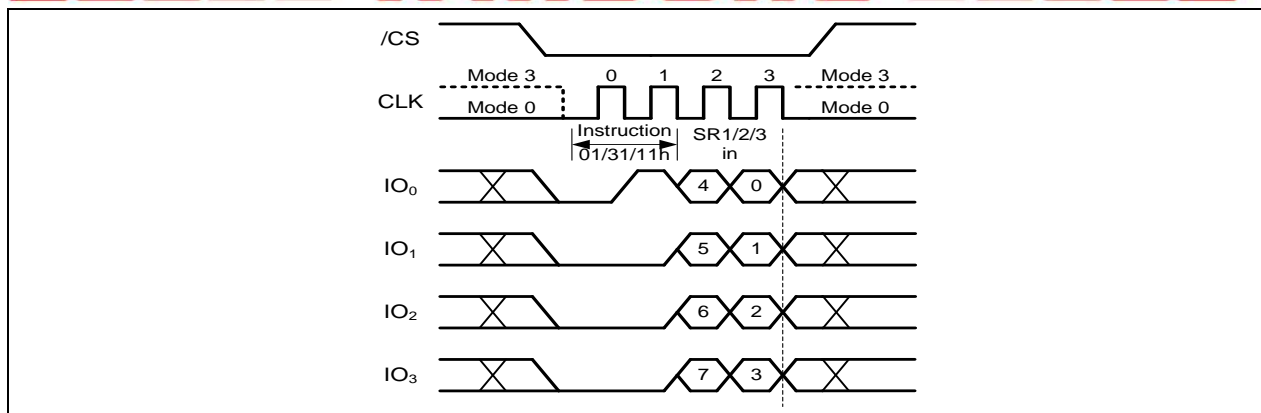 /CS
Mode 3 0 1 2 3 Mode 3
CLK
Mode 0 Mode 0
Instruction SR1/2/3
01/31/11h in
IO₀ 4 0
IO₁ 5 1
IO₂ 6 2
IO₃ 7 3